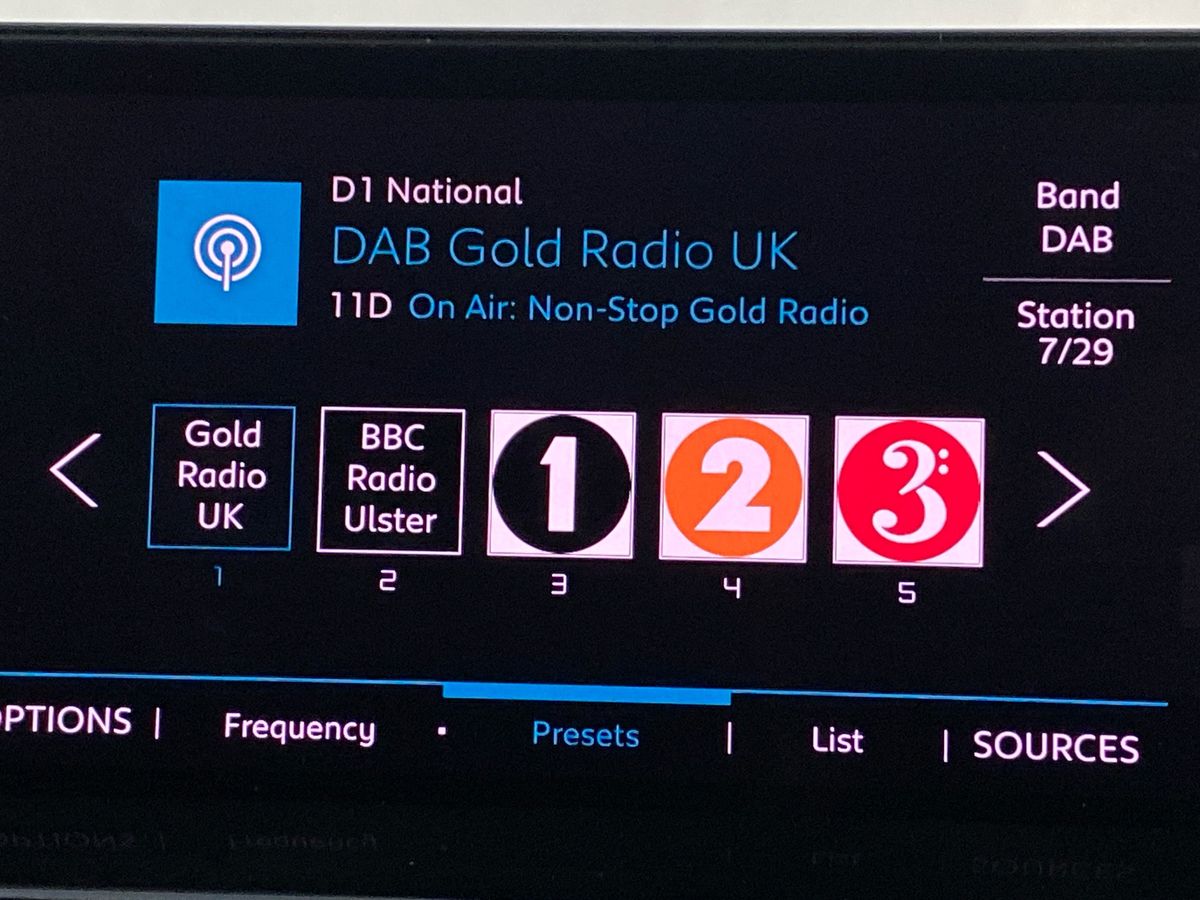 D1 National
DAB Gold Radio UK
11D On Air: Non-Stop Gold Radio
Band
DAB
Station
7/29
Gold
Radio
UK
1
BBC
Radio
Ulster
2
1
3
2
4
3
5
PTIONS | Frequency · Presets | List | SOURCES